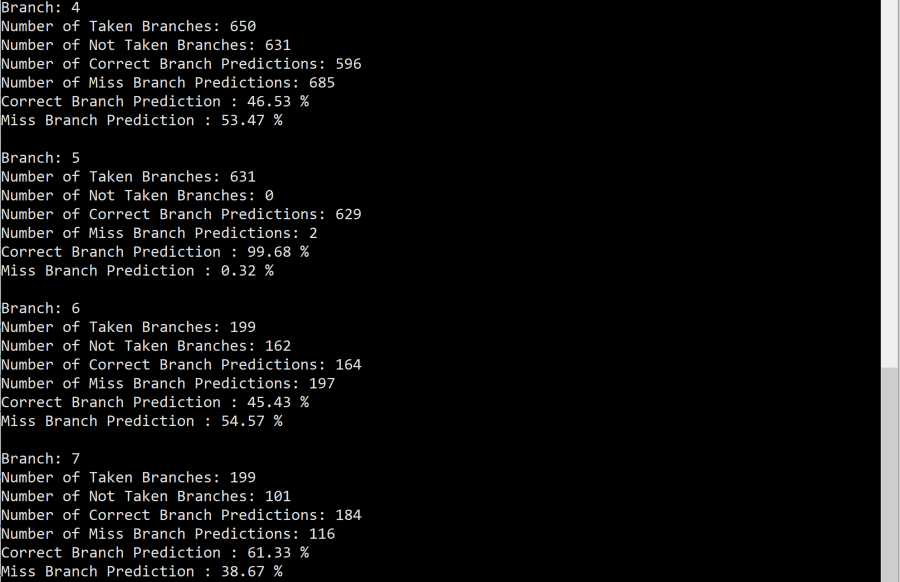 Branch: 4
Number of Taken Branches: 650
Number of Not Taken Branches: 631
Number of Correct Branch Predictions: 596
Number of Miss Branch Predictions: 685
Correct Branch Prediction : 46.53 %
Miss Branch Prediction : 53.47 %
Branch: 5
Number of Taken Branches: 631
Number of Not Taken Branches: 0
Number of Correct Branch Predictions: 629
Number of Miss Branch Predictions: 2
Correct Branch Prediction : 99.68 %
Miss Branch Prediction : 0.32 %
Branch: 6
Number of Taken Branches: 199
Number of Not Taken Branches: 162
Number of Correct Branch Predictions: 164
Number of Miss Branch Predictions: 197
Correct Branch Prediction : 45.43 %
Miss Branch Prediction : 54.57 %
Branch: 7
Number of Taken Branches: 199
Number of Not Taken Branches: 101
Number of Correct Branch Predictions: 184
Number of Miss Branch Predictions: 116
Correct Branch Prediction : 61.33 %
Miss Branch Prediction : 38.67 %